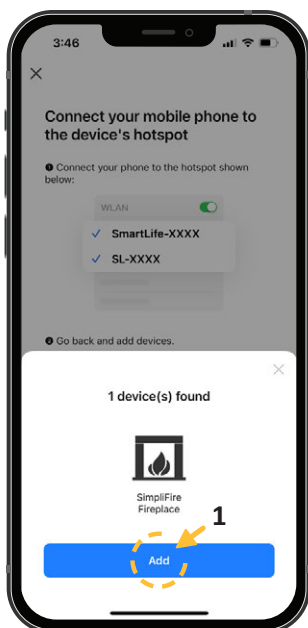 3:46
Connect your mobile phone to
the device's hotspot
❶ Connect your phone to the hotspot shown
below:
WLAN
SmartLife-XXXX
SL-XXXX
❷ Go back and add devices.
1 device(s) found
SimpliFire
Fireplace
1
Add